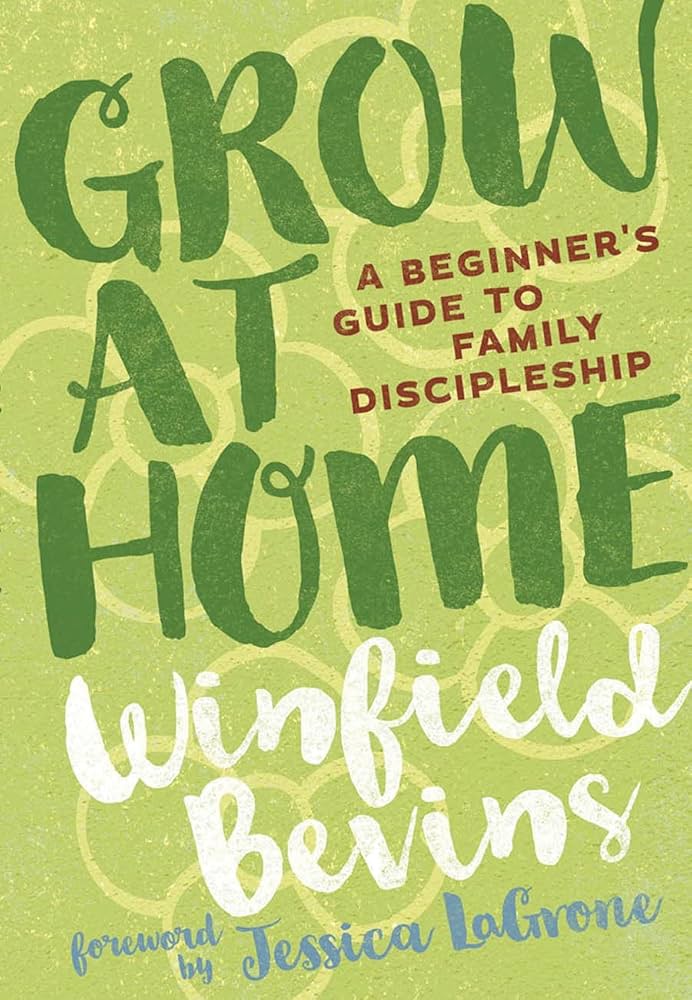 GROW
AT
HOME
A BEGINNER'S
GUIDE TO
FAMILY
DISCIPLESHIP
Winfield
Bevins
foreword
by Jessica LaGrone